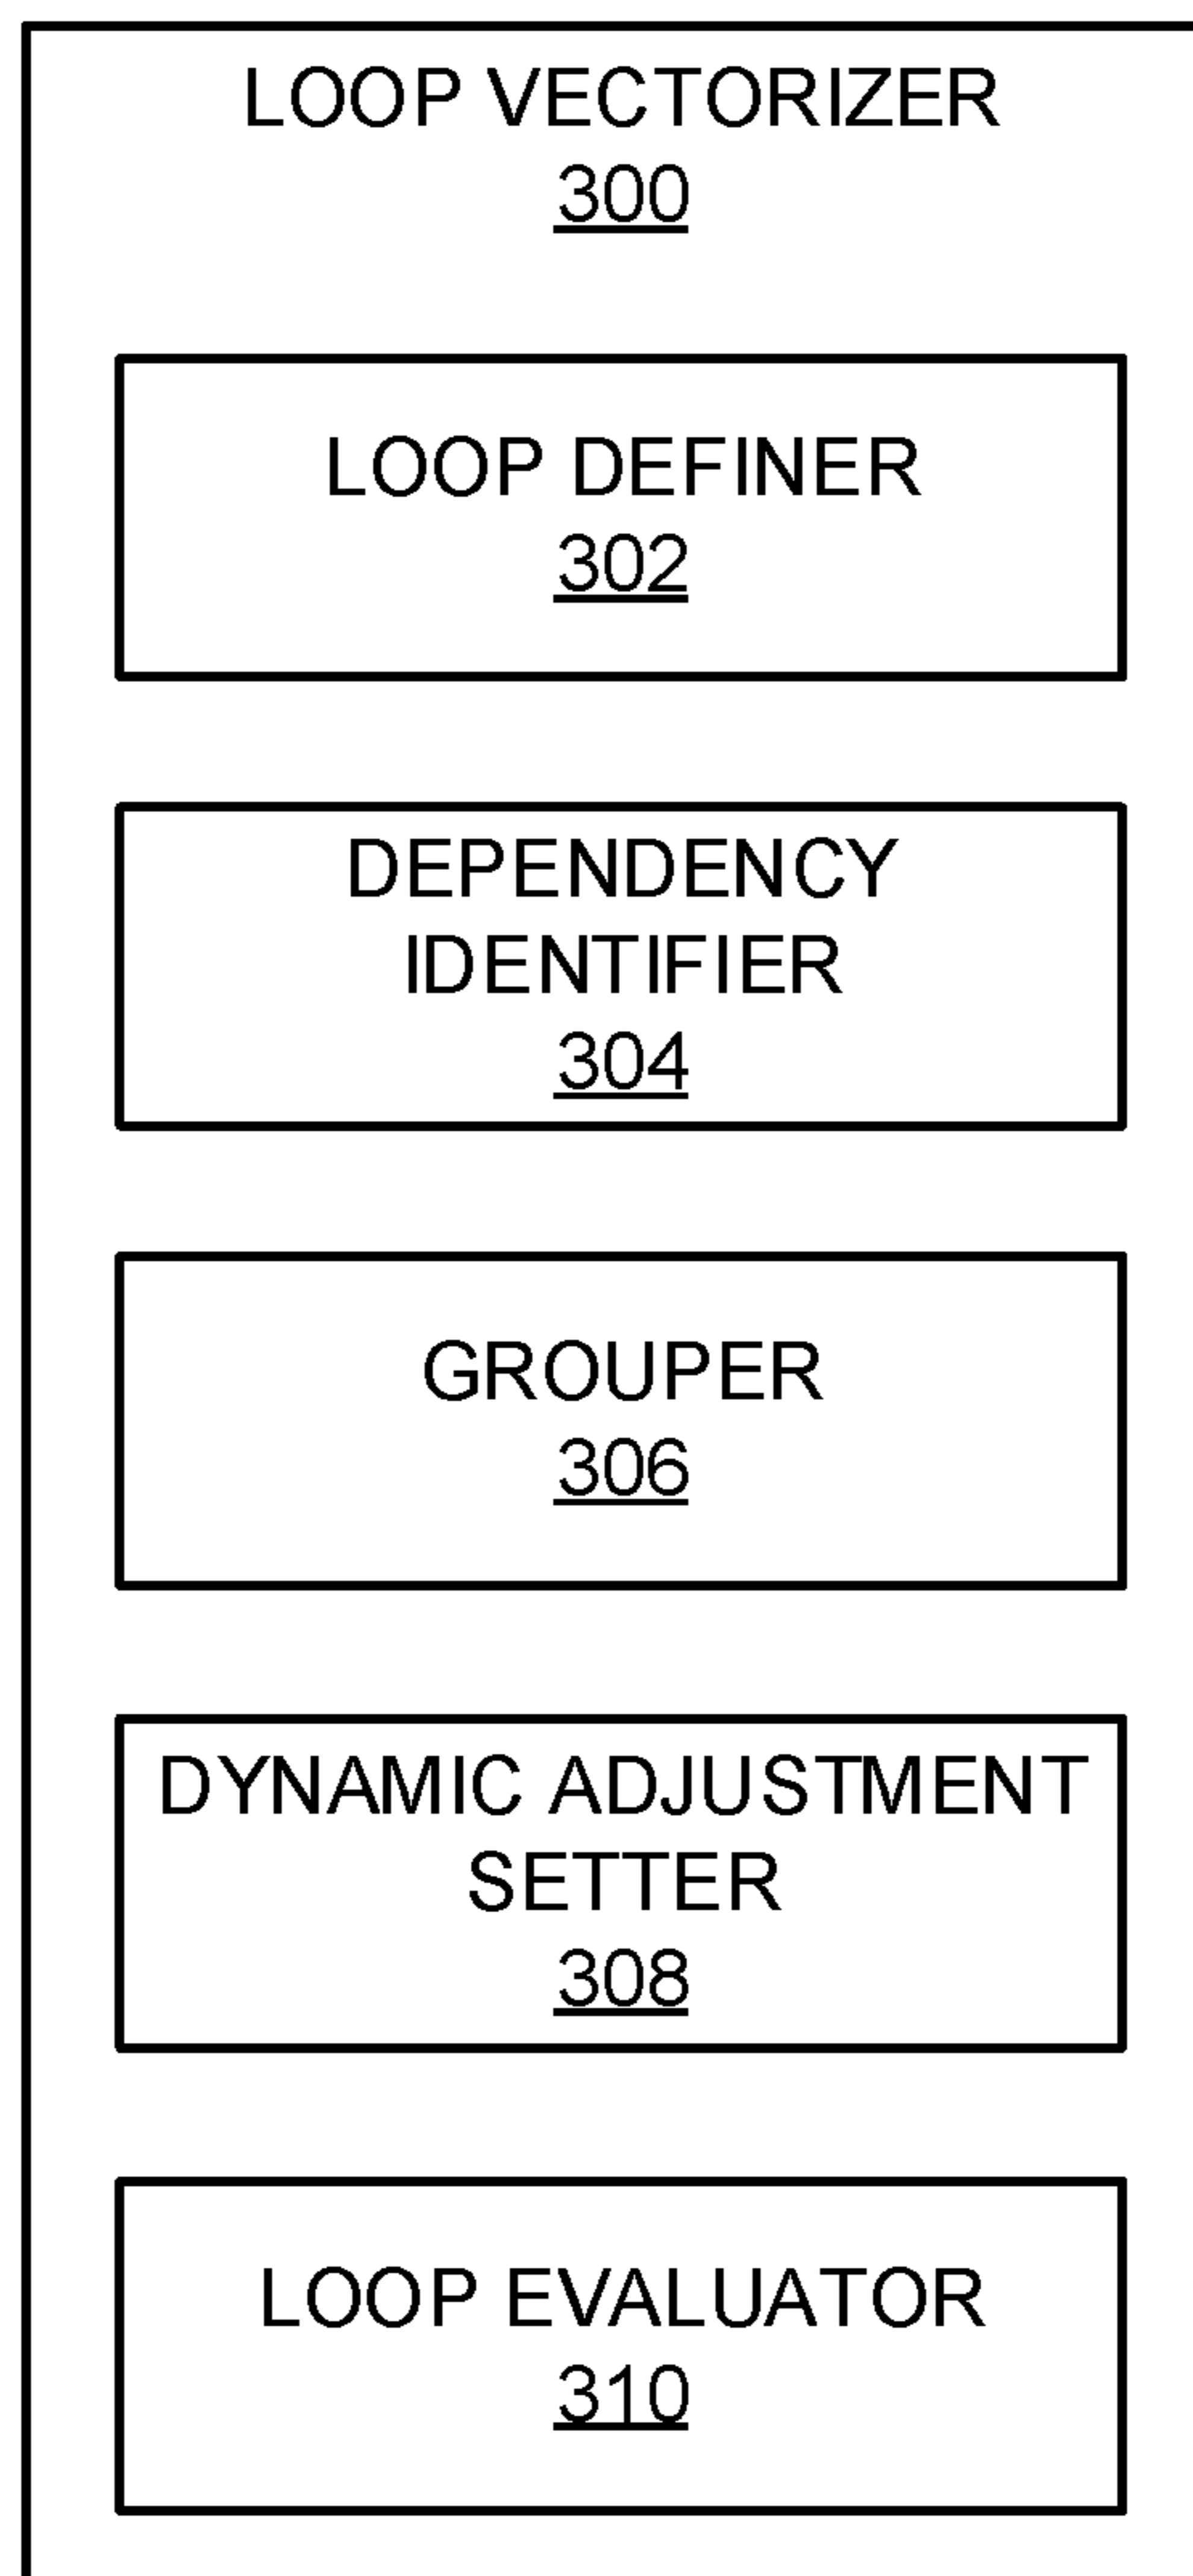 LOOP VECTORIZER
300
LOOP DEFINER
302
DEPENDENCY
IDENTIFIER
304
GROUPER
306
DYNAMIC ADJUSTMENT
SETTER
308
LOOP EVALUATOR
310